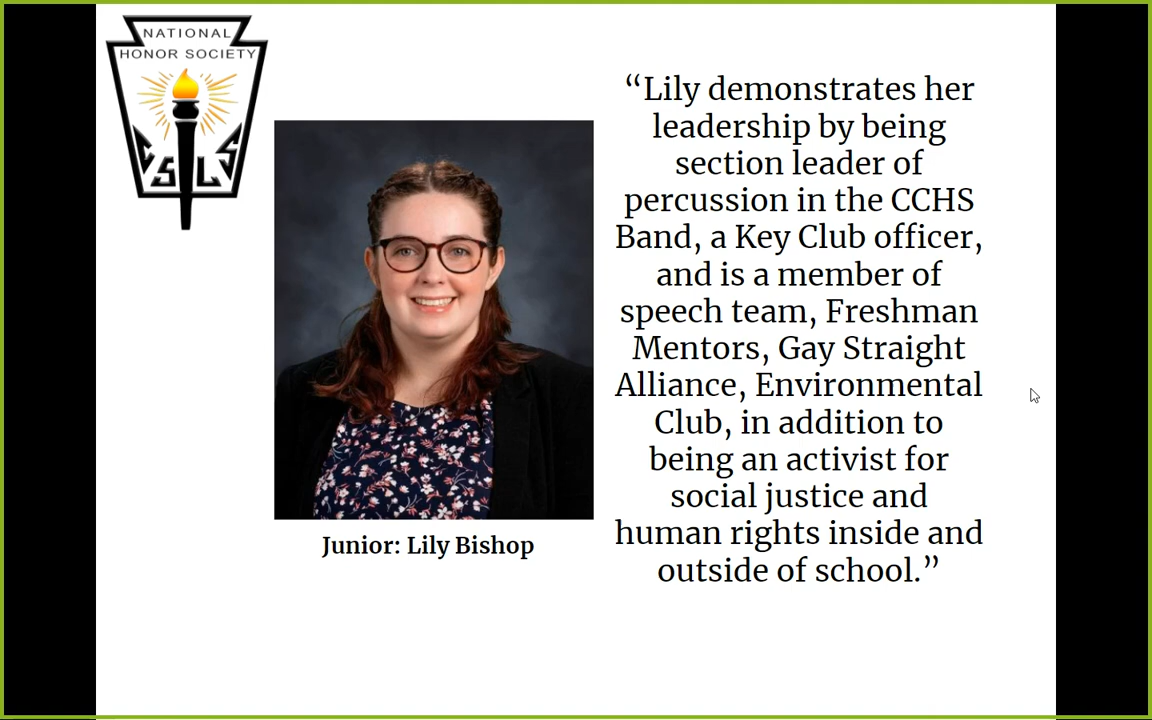 NATIONAL
HONOR SOCIETY
C S L S
“Lily demonstrates her
leadership by being
section leader of
percussion in the CCHS
Band, a Key Club officer,
and is a member of
speech team, Freshman
Mentors, Gay Straight
Alliance, Environmental
Club, in addition to
being an activist for
social justice and
human rights inside and
outside of school.”
Junior: Lily Bishop